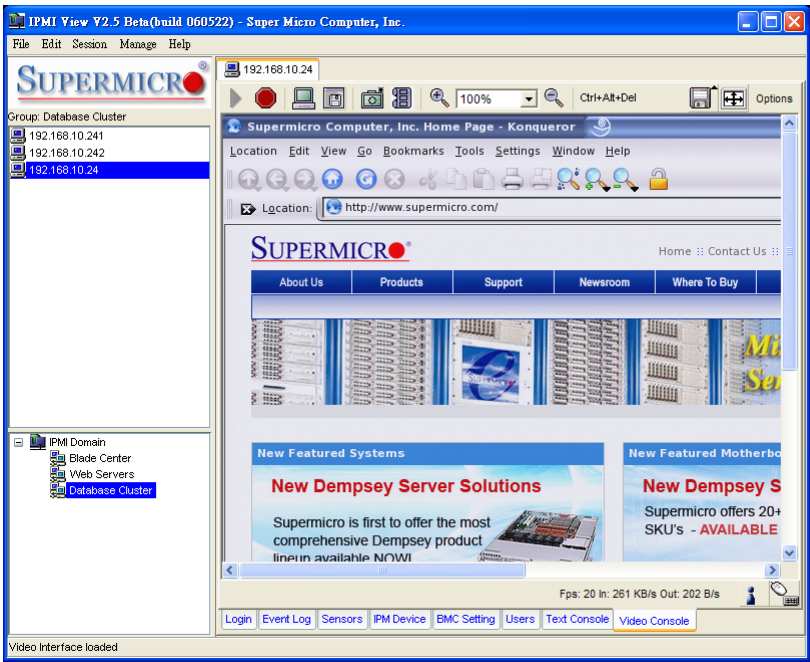 IPMI View V2.5 Beta(build 060522) - Super Micro Computer, Inc.
File Edit Session Manage Help
SUPERMICR®
Group: Database Cluster
192.168.10.241
192.168.10.242
192.168.10.24
IPMI Domain
Blade Center
Web Servers
Database Cluster
192.168.10.24
100% Ctrl+Alt+Del Options
Supermicro Computer, Inc. Home Page - Konqueror
Location Edit View Go Bookmarks Tools Settings Window Help
Location: http://www.supermicro.com/
SUPERMICR®
Home Contact Us
About Us Products Support Newsroom Where To Buy
New Featured Systems
New Dempsey Server Solutions
Supermicro is first to offer the most
comprehensive Dempsey product
lineup available NOW!
New Featured Motherbo
New Dempsey S
Supermicro offers 20+
SKU's - AVAILABLE
Fps: 20 In: 261 KB/s Out: 202 B/s
Login Event Log Sensors IPM Device BMC Setting Users Text Console Video Console
Video Interface loaded